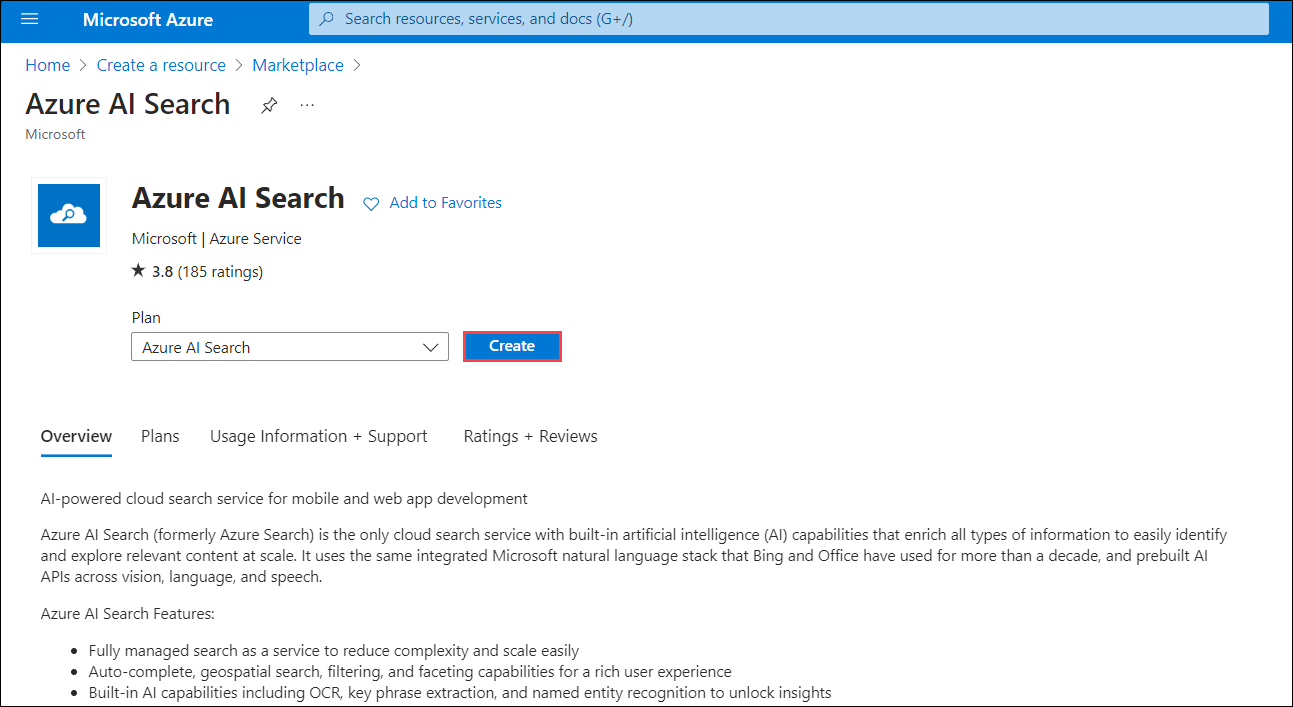 Microsoft Azure
Search resources, services, and docs (G+/)
Home > Create a resource > Marketplace >
Azure AI Search ...
Microsoft
Azure AI Search
Add to Favorites
Microsoft | Azure Service
★ 3.8 (185 ratings)
Plan
Azure AI Search
Create
Overview Plans Usage Information + Support Ratings + Reviews
AI-powered cloud search service for mobile and web app development
Azure AI Search (formerly Azure Search) is the only cloud search service with built-in artificial intelligence (AI) capabilities that enrich all types of information to easily identify
and explore relevant content at scale. It uses the same integrated Microsoft natural language stack that Bing and Office have used for more than a decade, and prebuilt AI
APIs across vision, language, and speech.
Azure AI Search Features:
• Fully managed search as a service to reduce complexity and scale easily
• Auto-complete, geospatial search, filtering, and faceting capabilities for a rich user experience
• Built-in AI capabilities including OCR, key phrase extraction, and named entity recognition to unlock insights